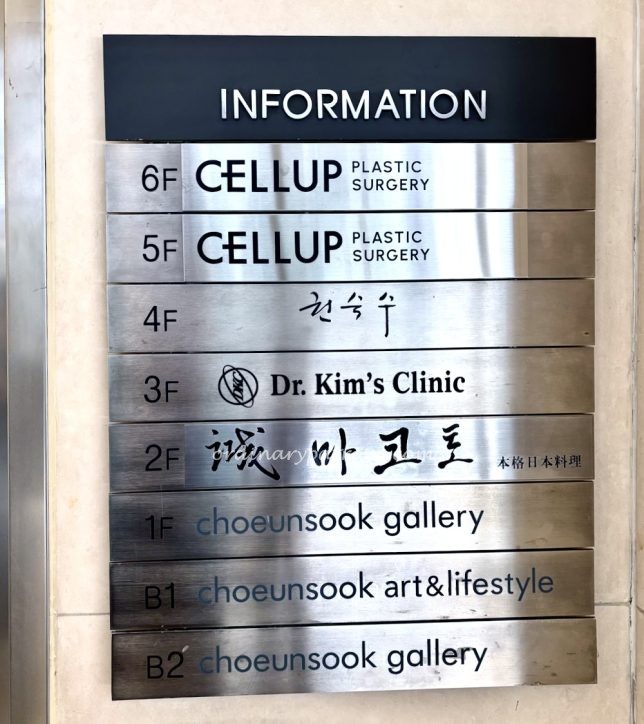 INFORMATION
6F CELLUP PLASTIC SURGERY
5F CELLUP PLASTIC SURGERY
4F 권숙수
3F Dr. Kim's Clinic
2F 誠 마코토 本格日本料理
1F choeunsook gallery
B1 choeunsook art&lifestyle
B2 choeunsook gallery